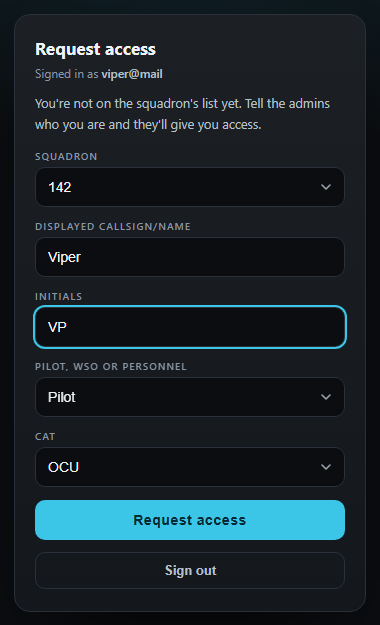 Request access
Signed in as viper@mail
You're not on the squadron's list yet. Tell the admins
who you are and they'll give you access.
SQUADRON
142
DISPLAYED CALLSIGN/NAME
Viper
INITIALS
VP
PILOT, WSO OR PERSONNEL
Pilot
CAT
OCU
Request access
Sign out